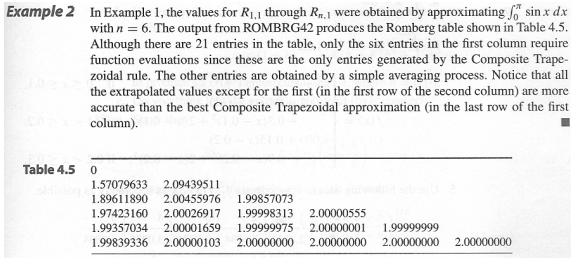 Example 2 In Example 1, the values for R1,1 through Rn,1 were obtained by approximating ∫₀^π sin x dx
with n = 6. The output from ROMBRG42 produces the Romberg table shown in Table 4.5.
Although there are 21 entries in the table, only the six entries in the first column require
function evaluations since these are the only entries generated by the Composite Trape-
zoidal rule. The other entries are obtained by a simple averaging process. Notice that all
the extrapolated values except for the first (in the first row of the second column) are more
accurate than the best Composite Trapezoidal approximation (in the last row of the first
column). ■
Table 4.5 0
1.57079633 2.09439511
1.89611890 2.00455976 1.99857073
1.97423160 2.00026917 1.99998313 2.00000555
1.99357034 2.00001659 1.99999975 2.00000001 1.99999999
1.99839336 2.00000103 2.00000000 2.00000000 2.00000000 2.00000000